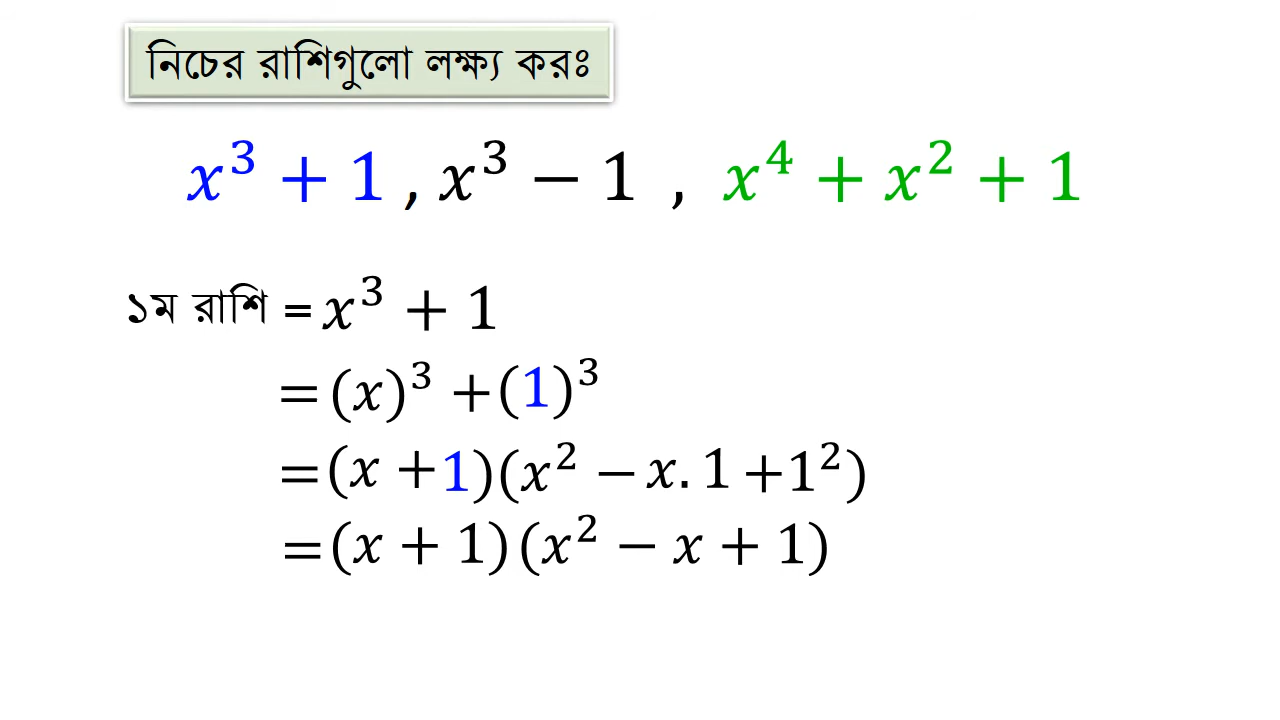 নিচের রাশিগুলো লক্ষ্য করঃ
x³ + 1 , x³ − 1 , x⁴ + x² + 1
১ম রাশি = x³ + 1
= (x)³ + (1)³
= (x + 1)(x² − x. 1 + 1²)
= (x + 1)(x² − x + 1)